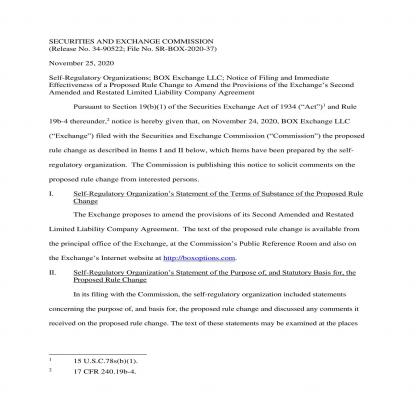 SECURITIES AND EXCHANGE COMMISSION
(Release No. 34-90522; File No. SR-BOX-2020-37)
November 25, 2020
Self-Regulatory Organizations; BOX Exchange LLC; Notice of Filing and Immediate
Effectiveness of a Proposed Rule Change to Amend the Provisions of the Exchange's Second
Amended and Restated Limited Liability Company Agreement
Pursuant to Section 19(b)(1) of the Securities Exchange Act of 1934 ("Act")1 and Rule
19b-4 thereunder,2 notice is hereby given that, on November 24, 2020, BOX Exchange LLC
("Exchange") filed with the Securities and Exchange Commission ("Commission") the proposed
rule change as described in Items I and II below, which Items have been prepared by the self-
regulatory organization. The Commission is publishing this notice to solicit comments on the
proposed rule change from interested persons.
I. Self-Regulatory Organization's Statement of the Terms of Substance of the Proposed Rule
Change
The Exchange proposes to amend the provisions of its Second Amended and Restated
Limited Liability Company Agreement. The text of the proposed rule change is available from
the principal office of the Exchange, at the Commission's Public Reference Room and also on
the Exchange's Internet website at http://boxoptions.com.
II. Self-Regulatory Organization's Statement of the Purpose of, and Statutory Basis for, the
Proposed Rule Change
In its filing with the Commission, the self-regulatory organization included statements
concerning the purpose of, and basis for, the proposed rule change and discussed any comments it
received on the proposed rule change. The text of these statements may be examined at the places
1 15 U.S.C.78s(b)(1).
2 17 CFR 240.19b-4.